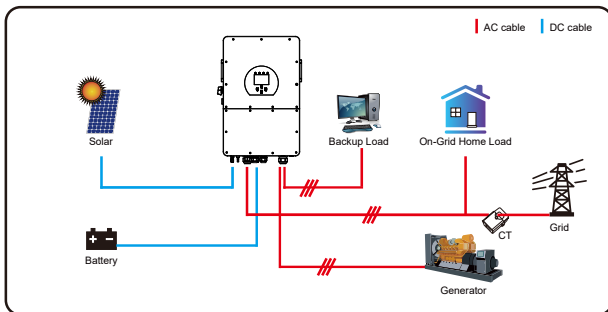 AC cable
DC cable
Solar
Backup Load
On-Grid Home Load
CT
Grid
Battery
Generator